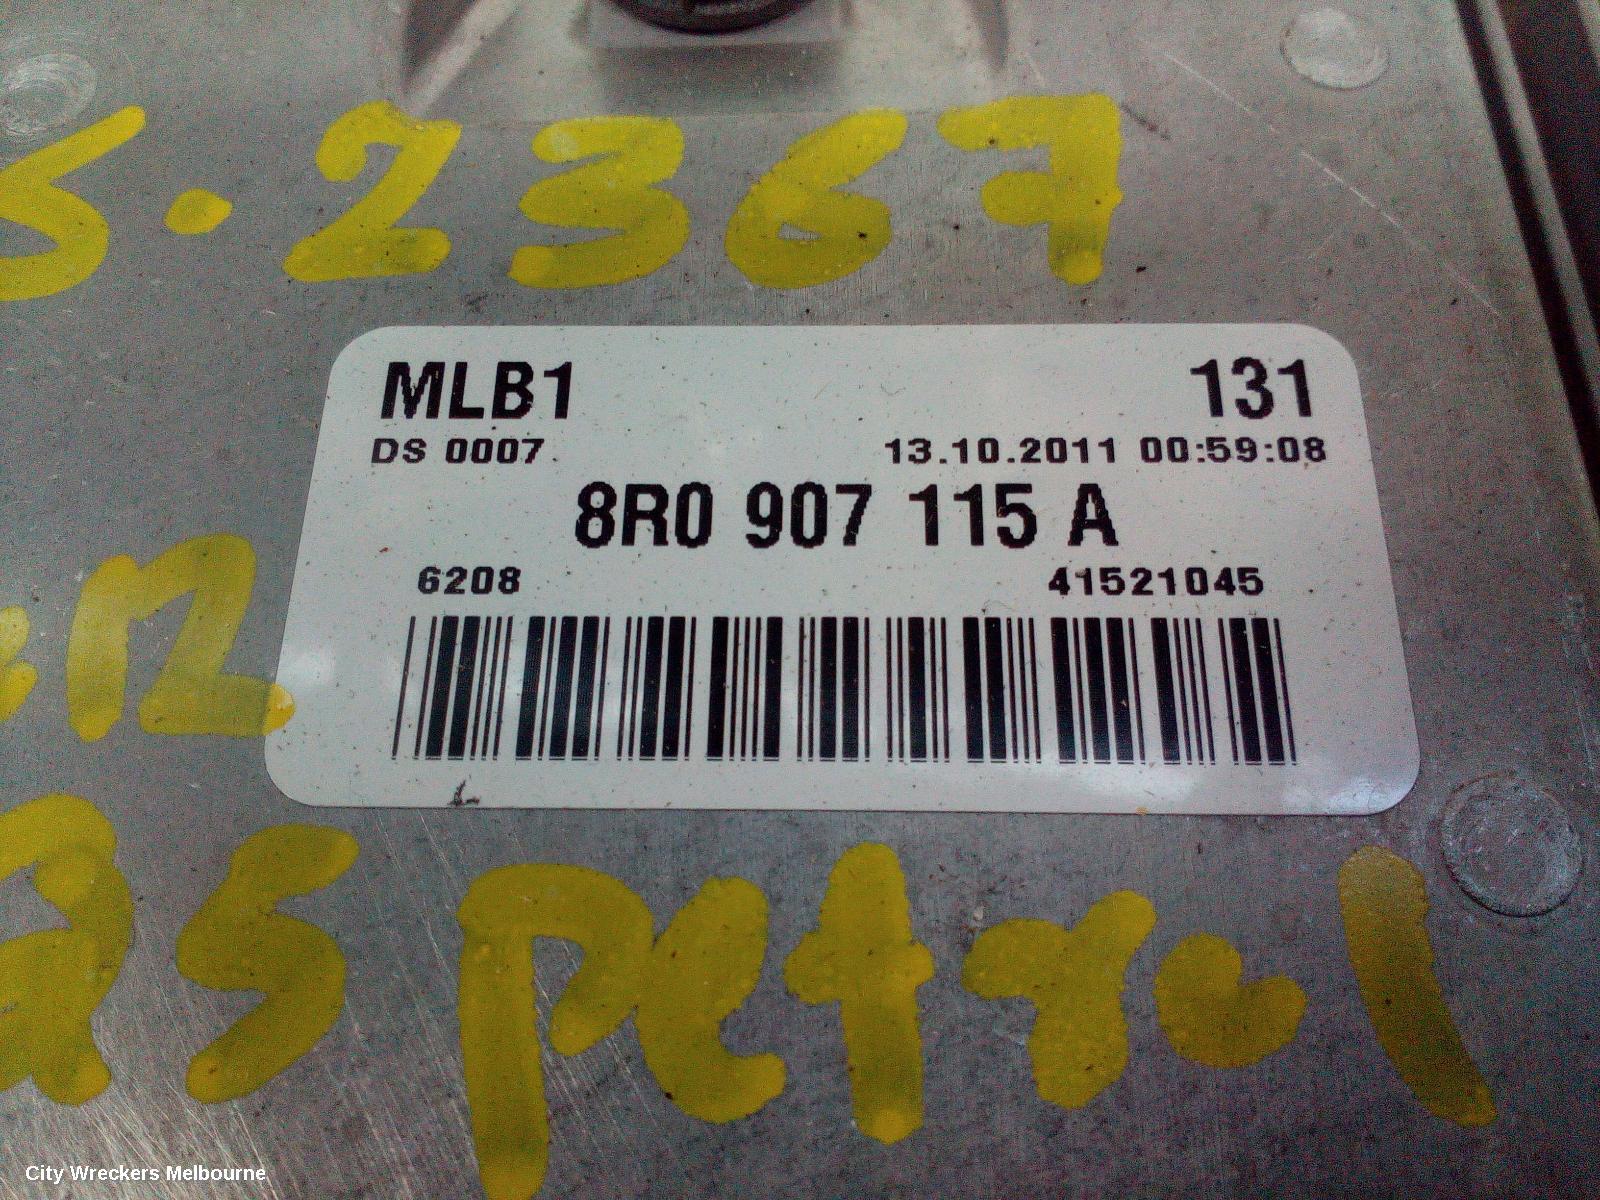 S.2367
MLB1 131
DS 0007 13.10.2011 00:59:08
8R0 907 115 A
6208 41521045
petrol
City Wreckers Melbourne